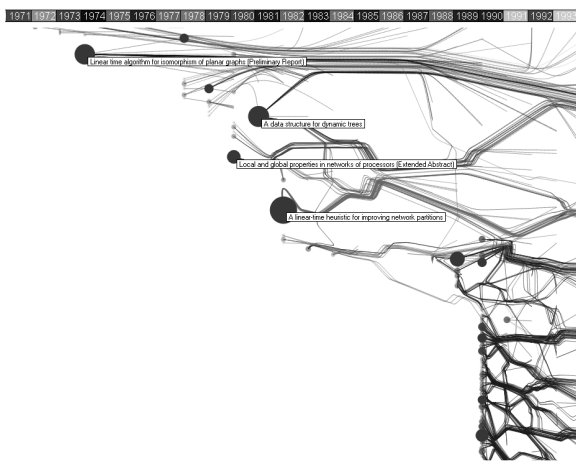 1971 1972 1973 1974 1975 1976 1977 1978 1979 1980 1981 1982 1983 1984 1985 1986 1987 1988 1989 1990 1991 1992 1993
Linear time algorithm for isomorphism of planar graphs (Preliminary Report)
A data structure for dynamic trees
Local and global properties in networks of processors (Extended Abstract)
A linear-time heuristic for improving network partitions